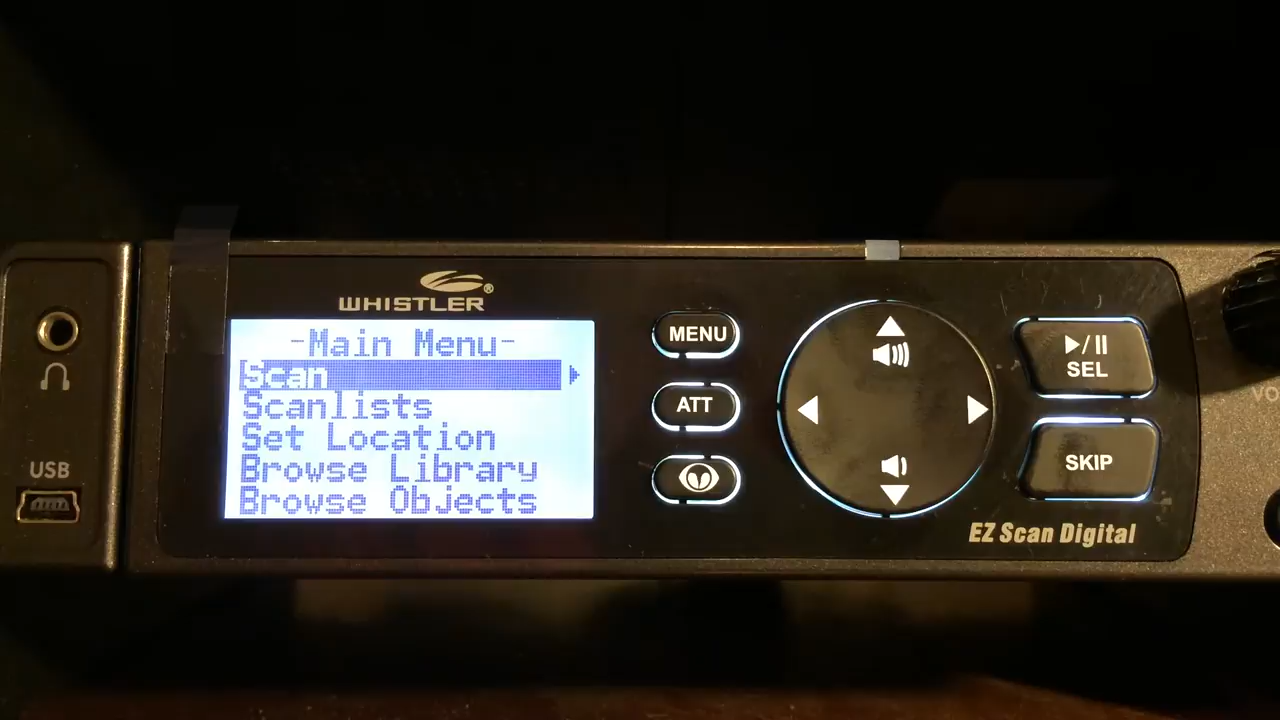 WHISTLER®
-Main Menu-
Scan
Scanlists
Set Location
Browse Library
Browse Objects
MENU
ATT
SEL
SKIP
EZ Scan Digital
USB
VO